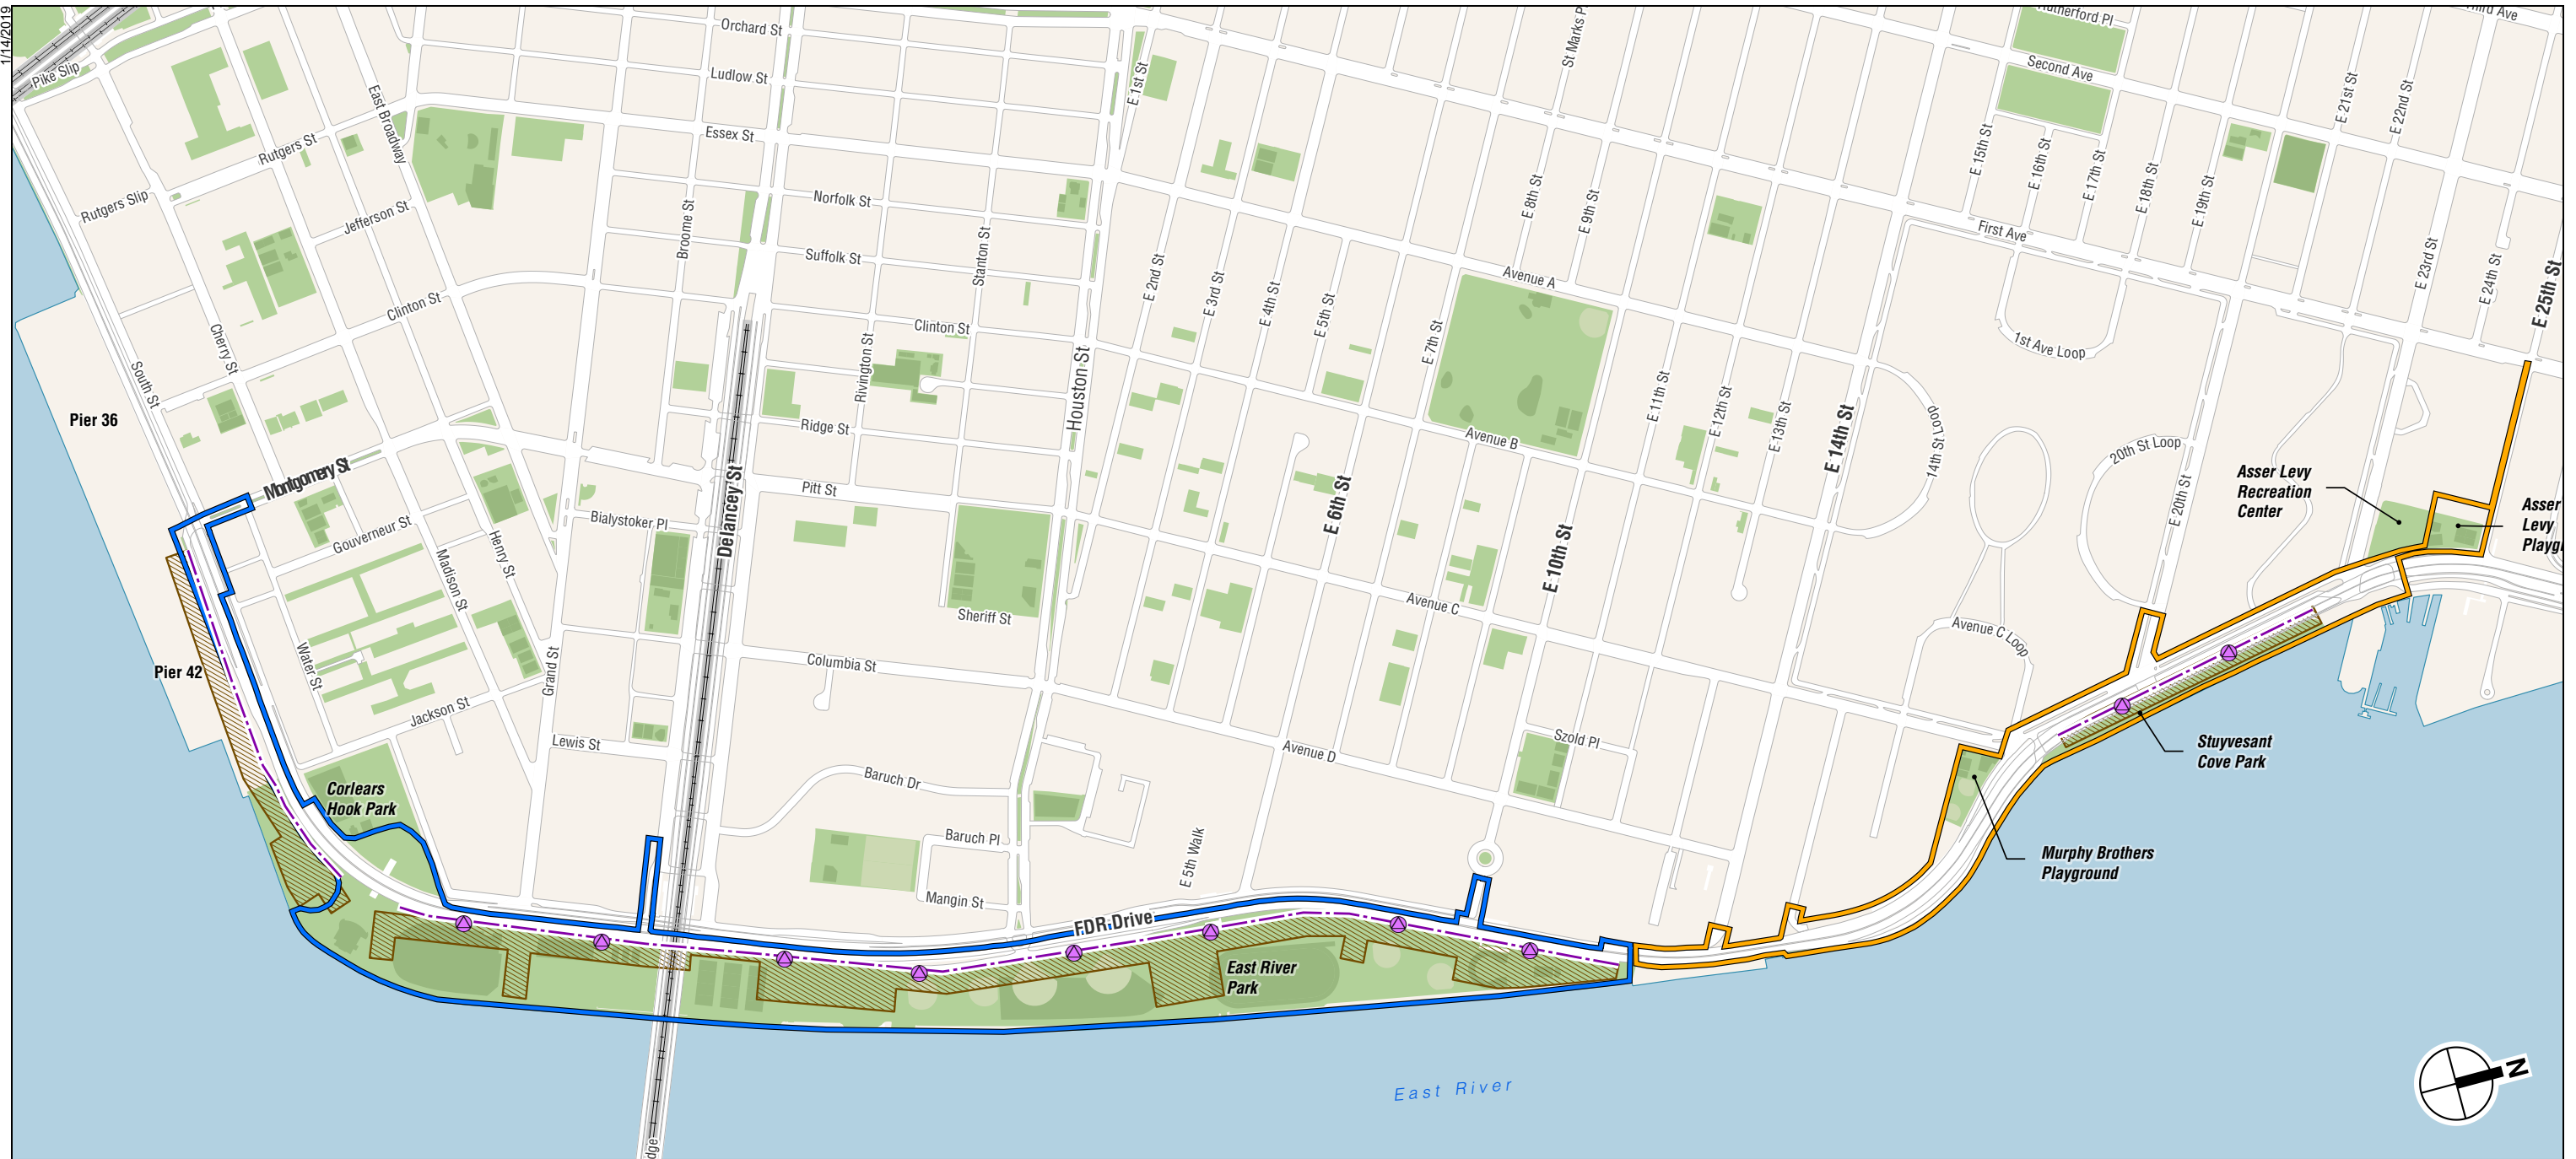 1/14/2019
Pike Slip
Orchard St
Ludlow St
Essex St
Norfolk St
Suffolk St
Clinton St
Ridge St
Pitt St
Bialystoker Pl
Sheriff St
Columbia St
Lewis St
Baruch Dr
Baruch Pl
Mangin St
East Broadway
Rutgers St
Rutgers Slip
Jefferson St
Clinton St
Cherry St
South St
Pier 36
Montgomery St
Gouverneur St
Madison St
Henry St
Water St
Pier 42
Jackson St
Grand St
Corlears
Hook Park
Broome St
Delancey St
Rivington St
Stanton St
Houston St
E 1st St
E 2nd St
E 3rd St
E 4th St
E 5th St
E 6th St
E 7th St
E 8th St
St Marks P
E 9th St
E 10th St
E 11th St
E 12th St
E 13th St
E 14th St
14th St Loop
E 15th St
E 16th St
E 17th St
E 18th St
E 19th St
E 20th St
20th St Loop
E 21st St
E 22nd St
E 23rd St
E 24th St
E 25th St
Rutherford Pl
Third Ave
Second Ave
First Ave
1st Ave Loop
Avenue A
Avenue B
Avenue C
Avenue C Loop
Avenue D
Szold Pl
E 5th Walk
FDR Drive
East River
Park
Asser Levy
Recreation
Center
Asser
Levy
Stuyvesant
Cove Park
Murphy Brothers
Playground
East River
N